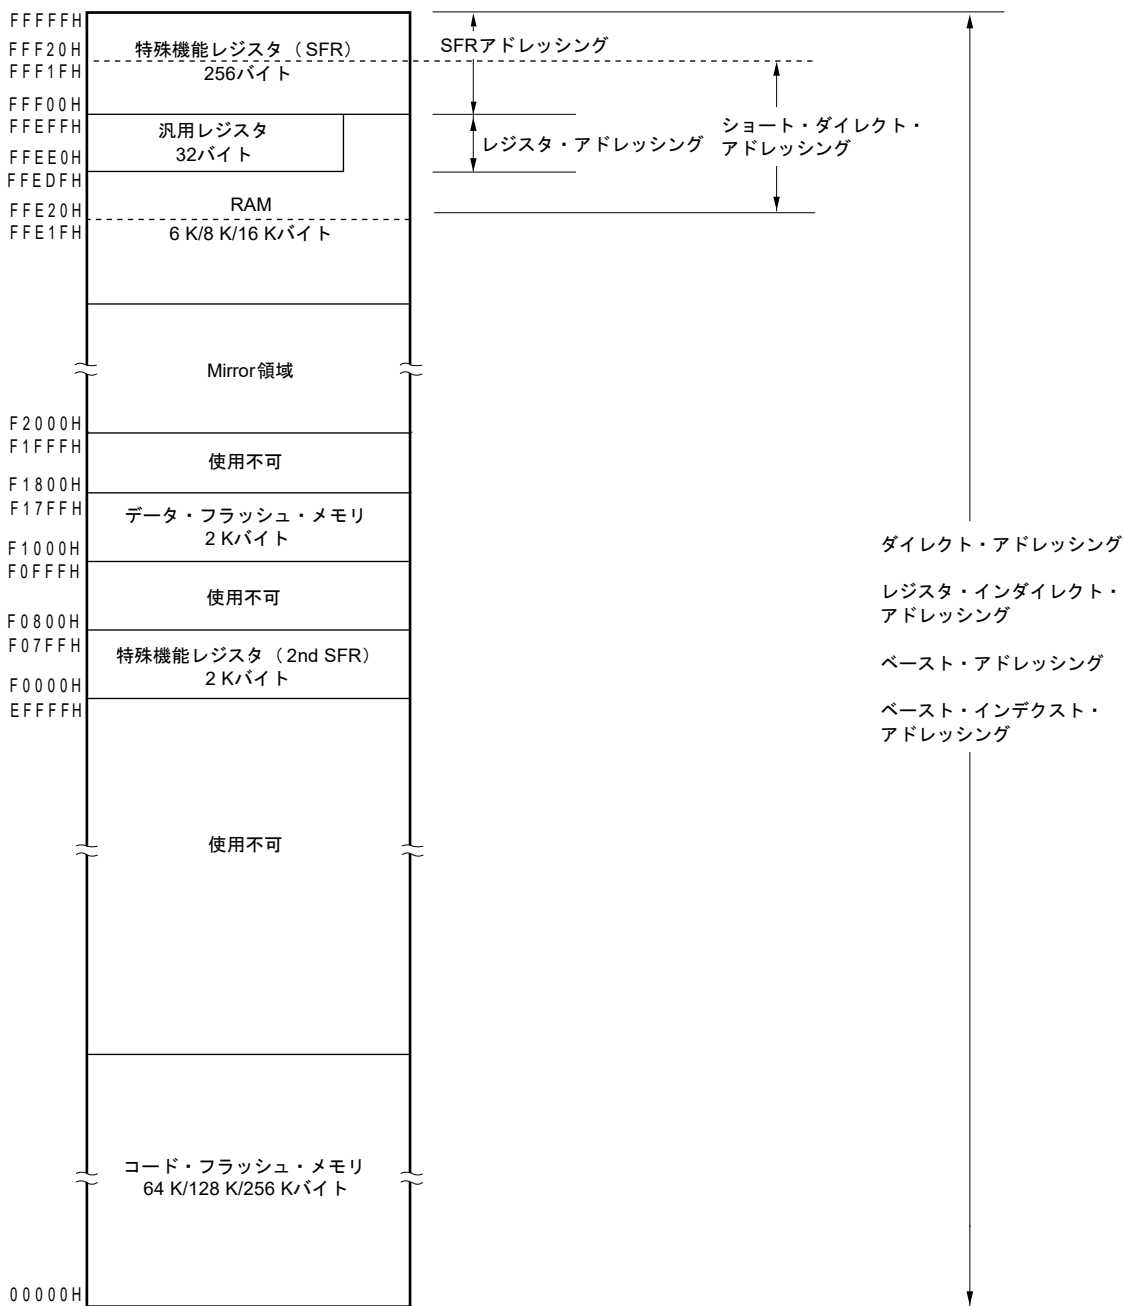 FFFFFH
FFF20H
FFF1FH
FFF00H
FFEFFH
FFEE0H
FFEDFH
FFE20H
FFE1FH
F2000H
F1FFFH
F1800H
F17FFH
F1000H
F0FFFH
F0800H
F07FFH
F0000H
EFFFFH
00000H
特殊機能レジスタ（SFR）
256バイト
汎用レジスタ
32バイト
RAM
6 K/8 K/16 Kバイト
Mirror領域
使用不可
データ・フラッシュ・メモリ
2 Kバイト
使用不可
特殊機能レジスタ（2nd SFR）
2 Kバイト
使用不可
コード・フラッシュ・メモリ
64 K/128 K/256 Kバイト
SFRアドレッシング
レジスタ・アドレッシング
ショート・ダイレクト・
アドレッシング
ダイレクト・アドレッシング
レジスタ・インダイレクト・
アドレッシング
ベースト・アドレッシング
ベースト・インデクスト・
アドレッシング